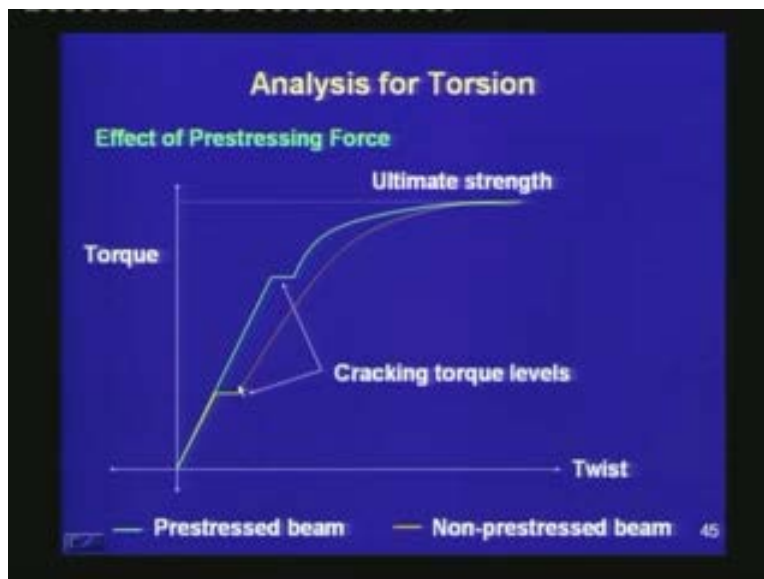 Analysis for Torsion
Effect of Prestressing Force
Ultimate strength
Torque
Cracking torque levels
Twist
Prestressed beam
Non-prestressed beam
45